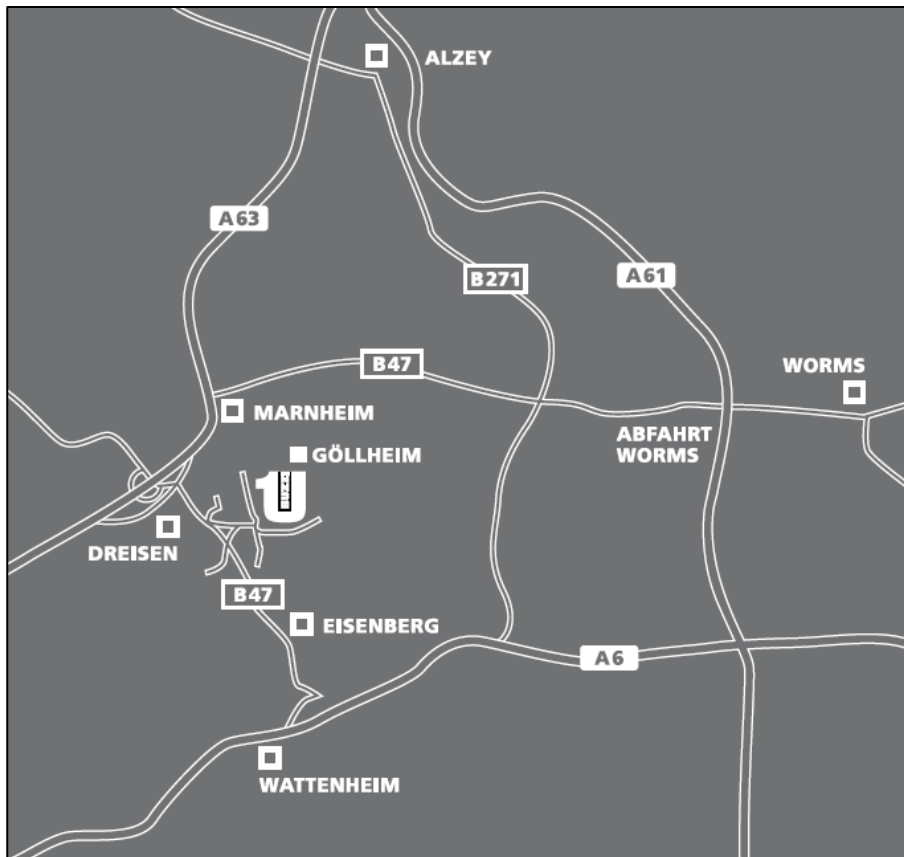 ALZEY
A63
B271
A61
B47
WORMS
MARNHEIM
ABFAHRT
WORMS
GÖLLHEIM
DREISEN
B47
EISENBERG
A6
WATTENHEIM